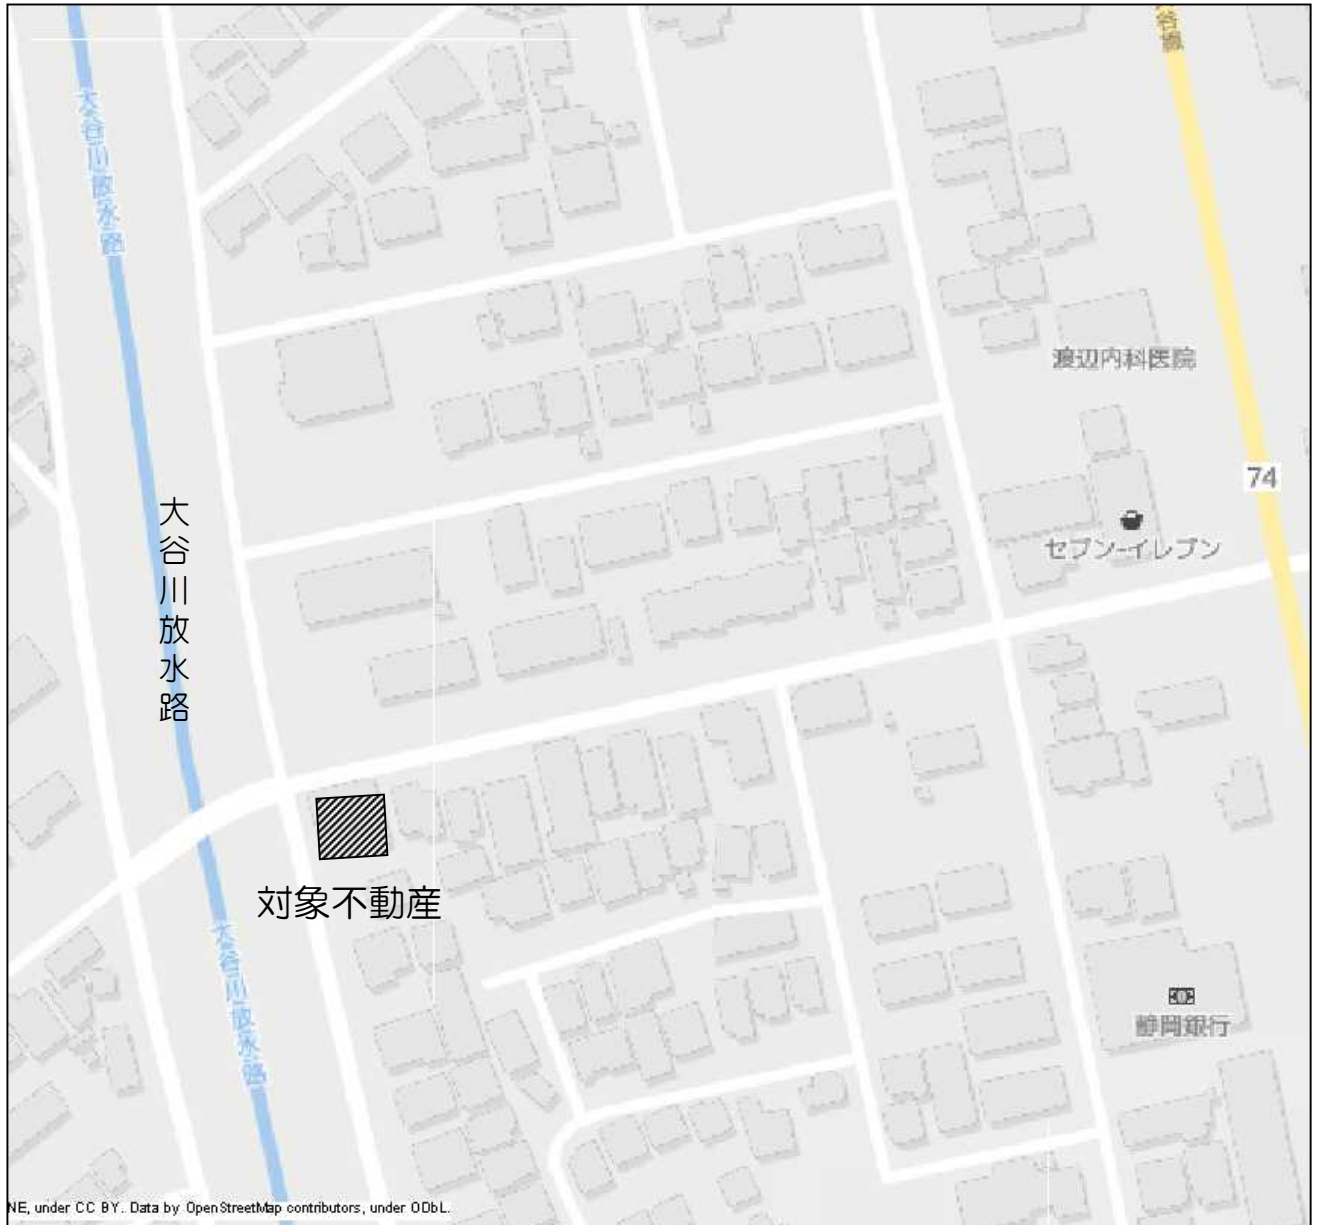 谷線
大谷川放水路
渡辺内科医院
74
大谷川放水路
セブン-イレブン
対象不動産
大谷川放水路
静岡銀行
NE, under CC BY. Data by OpenStreetMap contributors, under ODbL.